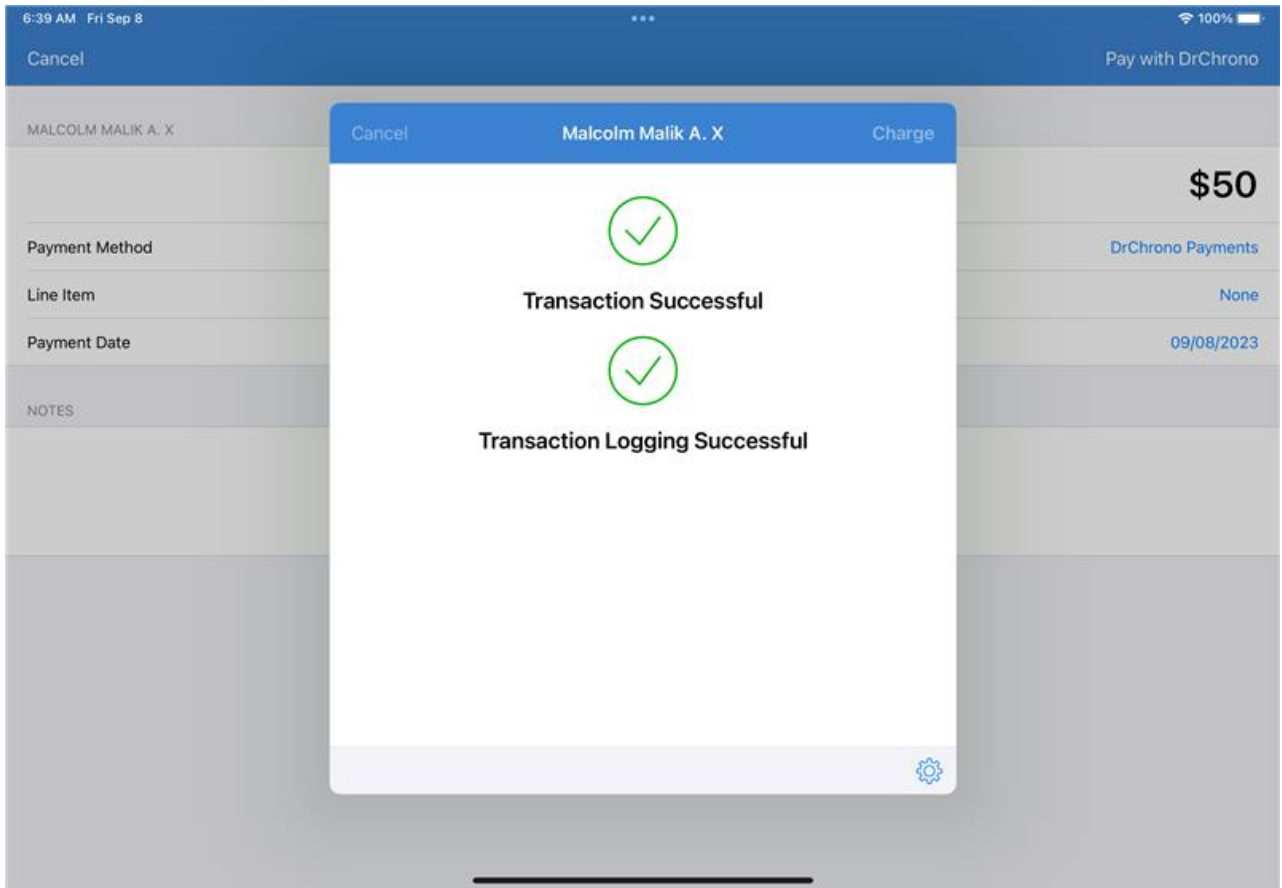 6:39 AM Fri Sep 8
100%
Cancel
Pay with DrChrono
MALCOLM MALIK A. X
$50
Payment Method
DrChrono Payments
Line Item
None
Payment Date
09/08/2023
NOTES
Cancel
Malcolm Malik A. X
Charge
Transaction Successful
Transaction Logging Successful